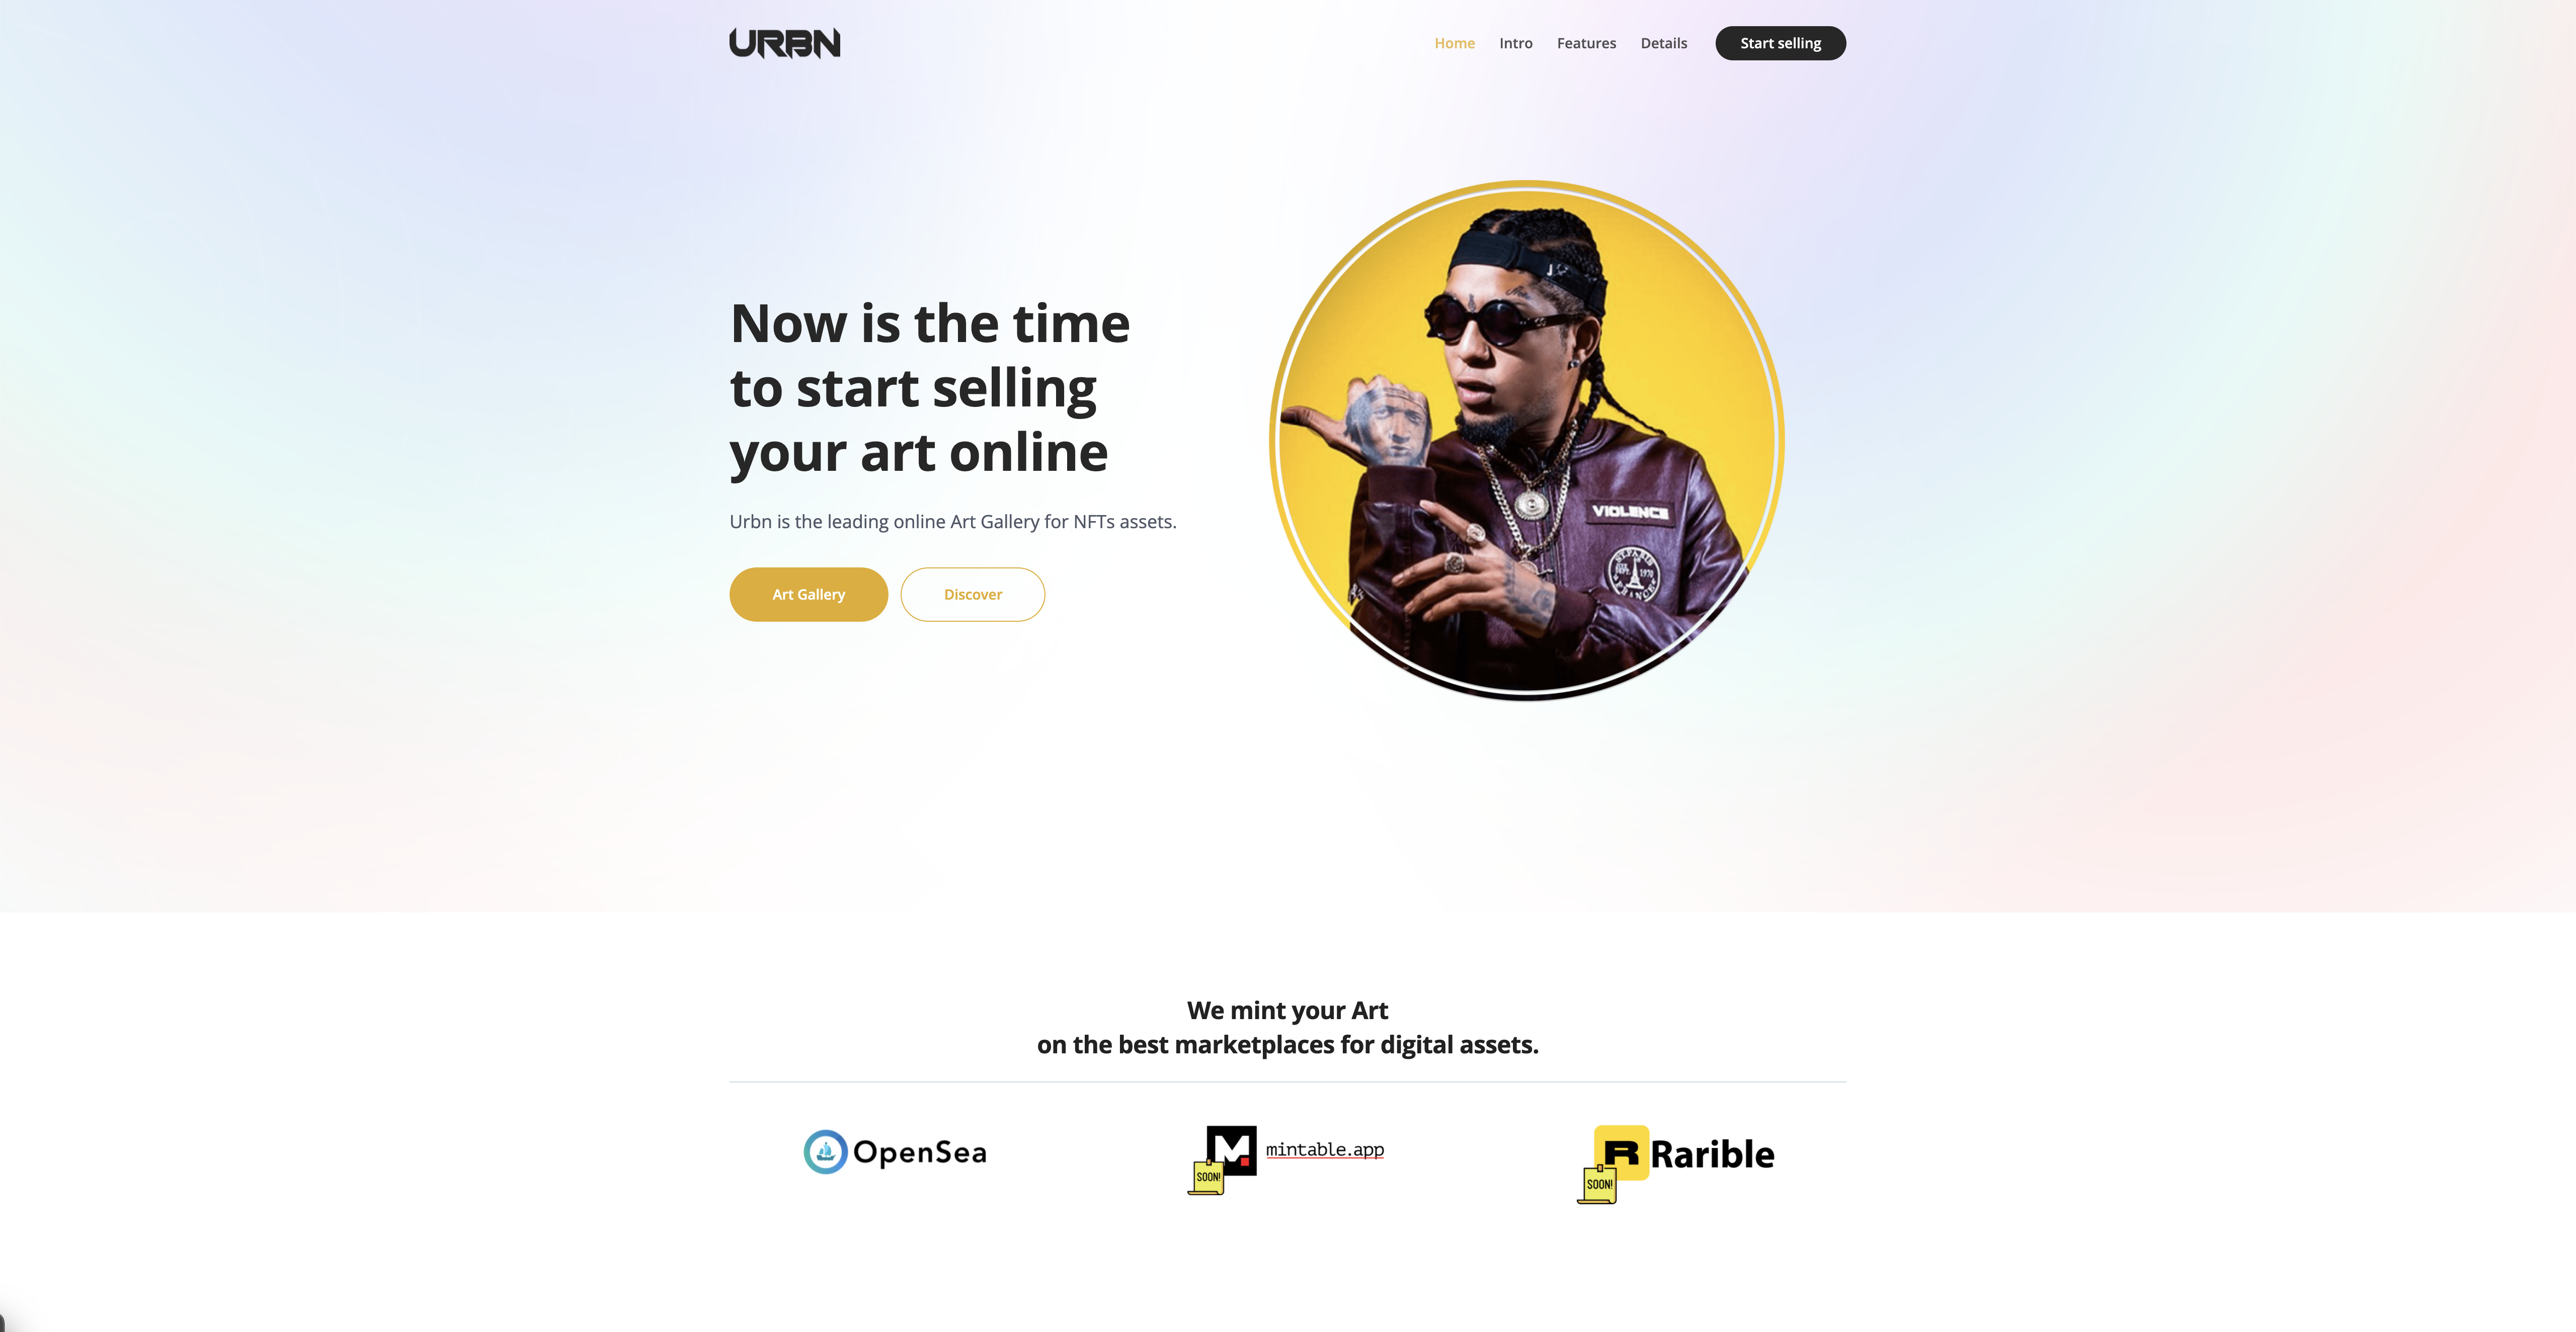 URBN
Home
Intro
Features
Details
Start selling
Now is the time
to start selling
your art online
Urbn is the leading online Art Gallery for NFTs assets.
Art Gallery
Discover
VIOLENCE
1970
We mint your Art
on the best marketplaces for digital assets.
OpenSea
M
mintable.app
SOON!
R
Rarible
SOON!